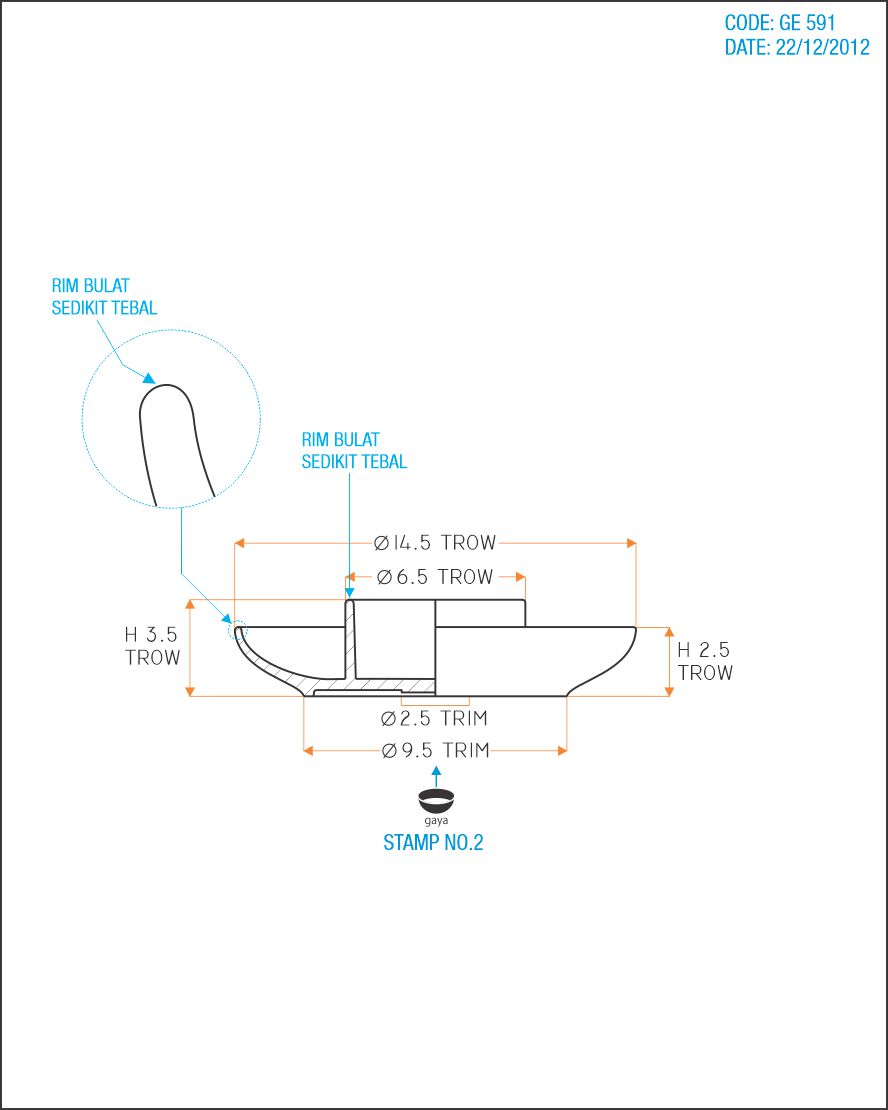 CODE: GE 591
DATE: 22/12/2012
RIM BULAT
SEDIKIT TEBAL
RIM BULAT
SEDIKIT TEBAL
Ø14.5 TROW
Ø6.5 TROW
H 3.5
TROW
H 2.5
TROW
Ø2.5 TRIM
Ø9.5 TRIM
gaya
STAMP NO.2